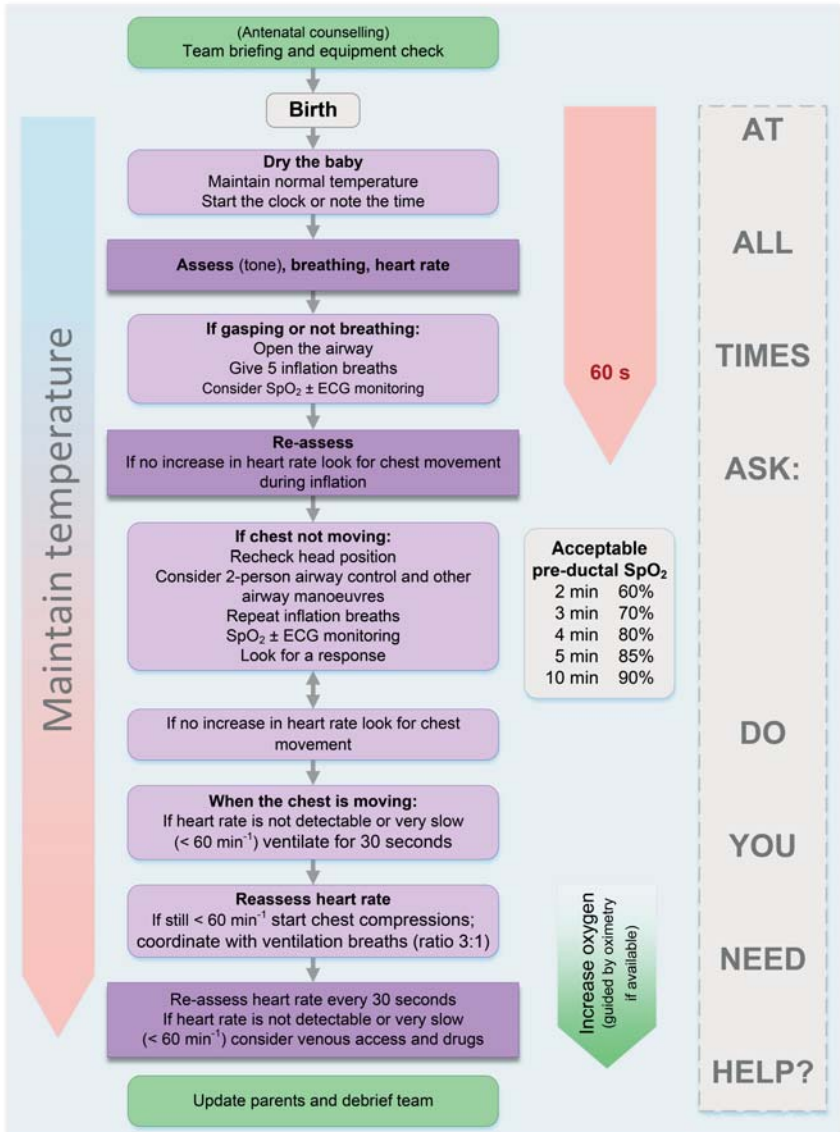 (Antenatal counselling)
Team briefing and equipment check
Birth
Dry the baby
Maintain normal temperature
Start the clock or note the time
Assess (tone), breathing, heart rate
If gasping or not breathing:
Open the airway
Give 5 inflation breaths
Consider SpO₂ ± ECG monitoring
Re-assess
If no increase in heart rate look for chest movement
during inflation
If chest not moving:
Recheck head position
Consider 2-person airway control and other
airway manoeuvres
Repeat inflation breaths
SpO₂ ± ECG monitoring
Look for a response
If no increase in heart rate look for chest
movement
When the chest is moving:
If heart rate is not detectable or very slow
(< 60 min⁻¹) ventilate for 30 seconds
Reassess heart rate
If still < 60 min⁻¹ start chest compressions;
coordinate with ventilation breaths (ratio 3:1)
Re-assess heart rate every 30 seconds
If heart rate is not detectable or very slow
(< 60 min⁻¹) consider venous access and drugs
Update parents and debrief team
Maintain temperature
60 s
Acceptable
pre-ductal SpO₂
2 min 60%
3 min 70%
4 min 80%
5 min 85%
10 min 90%
Increase oxygen
(guided by oximetry
if available)
AT
ALL
TIMES
ASK:
DO
YOU
NEED
HELP?